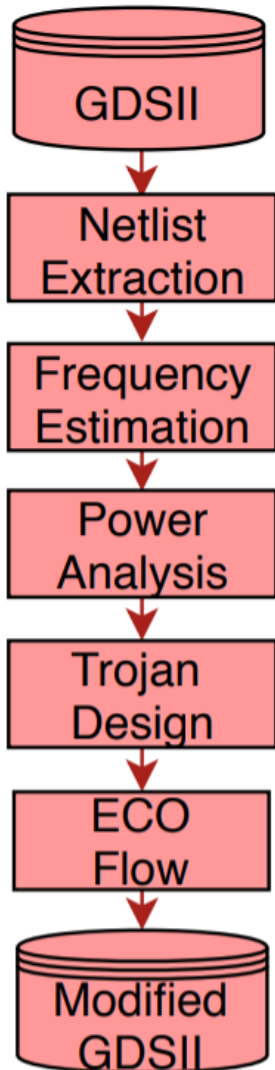 GDSII
Netlist
Extraction
Frequency
Estimation
Power
Analysis
Trojan
Design
ECO
Flow
Modified
GDSII